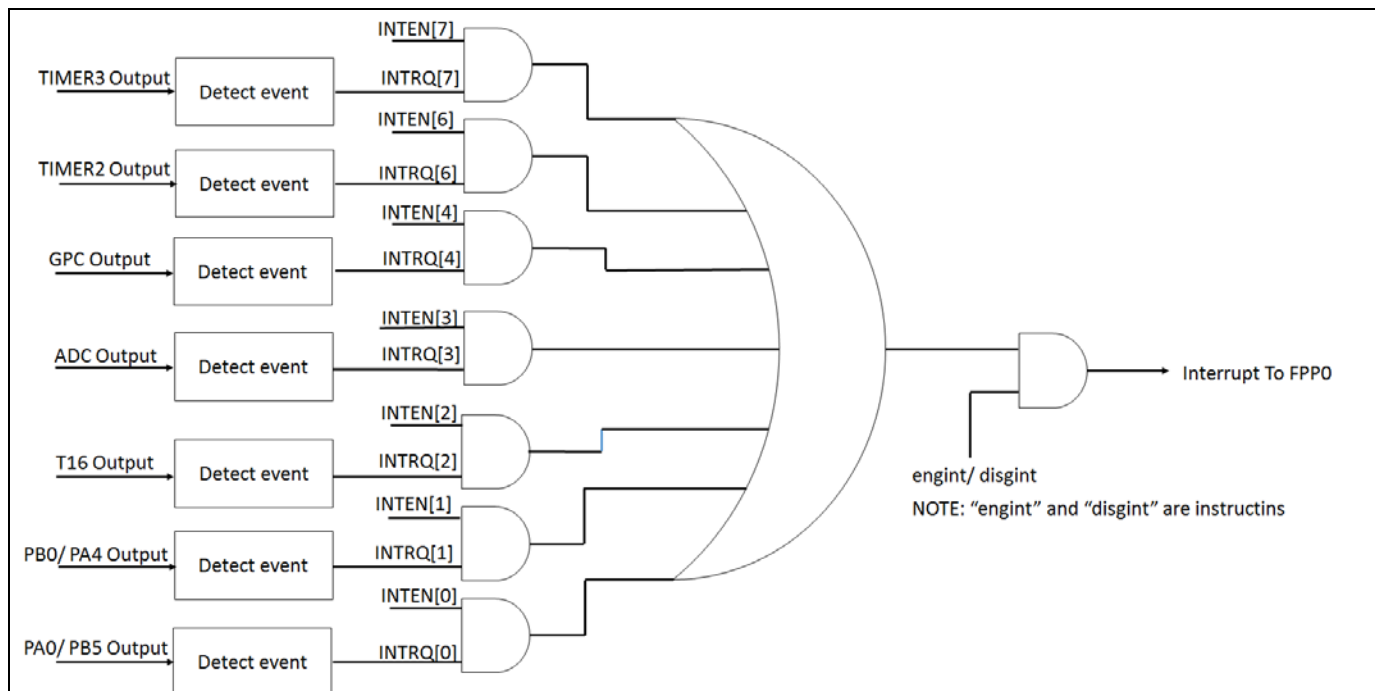 INTEN[7]
TIMER3 Output
Detect event
INTRQ[7]
INTEN[6]
TIMER2 Output
Detect event
INTRQ[6]
INTEN[4]
GPC Output
Detect event
INTRQ[4]
INTEN[3]
ADC Output
Detect event
INTRQ[3]
INTEN[2]
T16 Output
Detect event
INTRQ[2]
INTEN[1]
PB0/ PA4 Output
Detect event
INTRQ[1]
INTEN[0]
PA0/ PB5 Output
Detect event
INTRQ[0]
Interrupt To FPP0
engint/ disgint
NOTE: “engint” and “disgint” are instructins